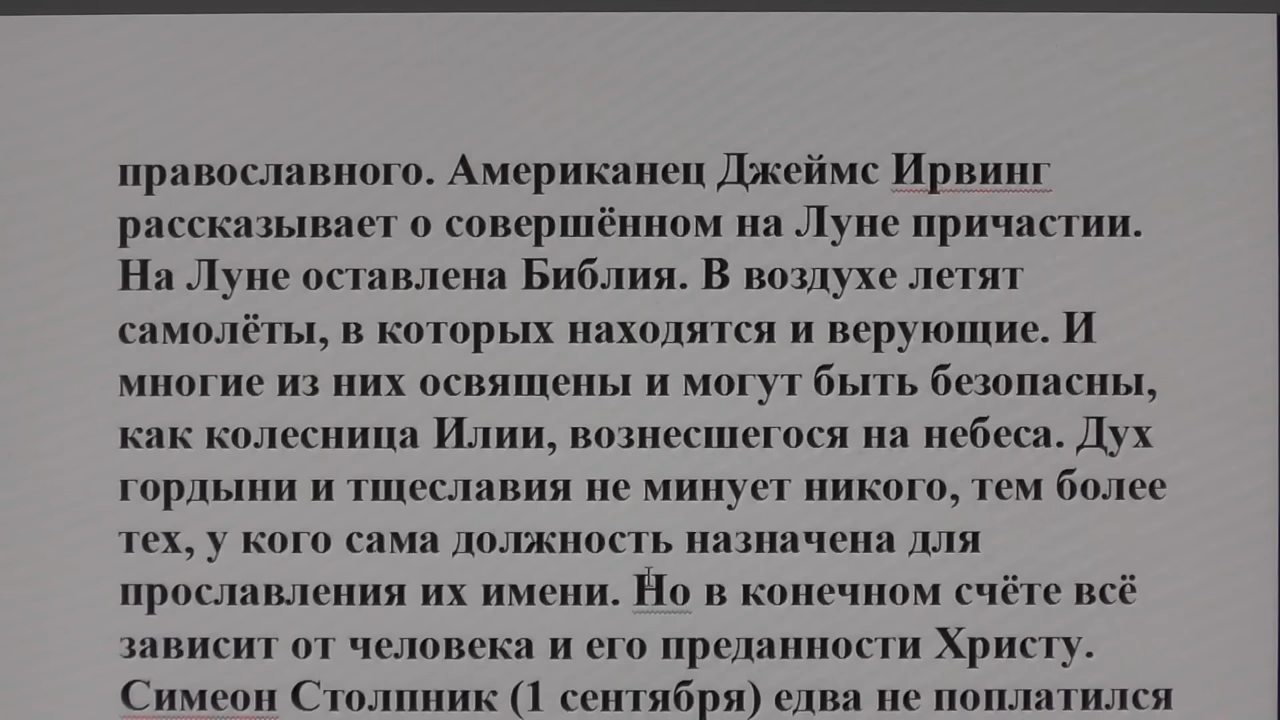 православного. Американец Джеймс Ирвинг
рассказывает о совершённом на Луне причастии.
На Луне оставлена Библия. В воздухе летят
самолёты, в которых находятся и верующие. И
многие из них освящены и могут быть безопасны,
как колесница Илии, вознесшегося на небеса. Дух
гордыни и тщеславия не минует никого, тем более
тех, у кого сама должность назначена для
прославления их имени. Но в конечном счёте всё
зависит от человека и его преданности Христу.
Симеон Столпник (1 сентября) едва не поплатился